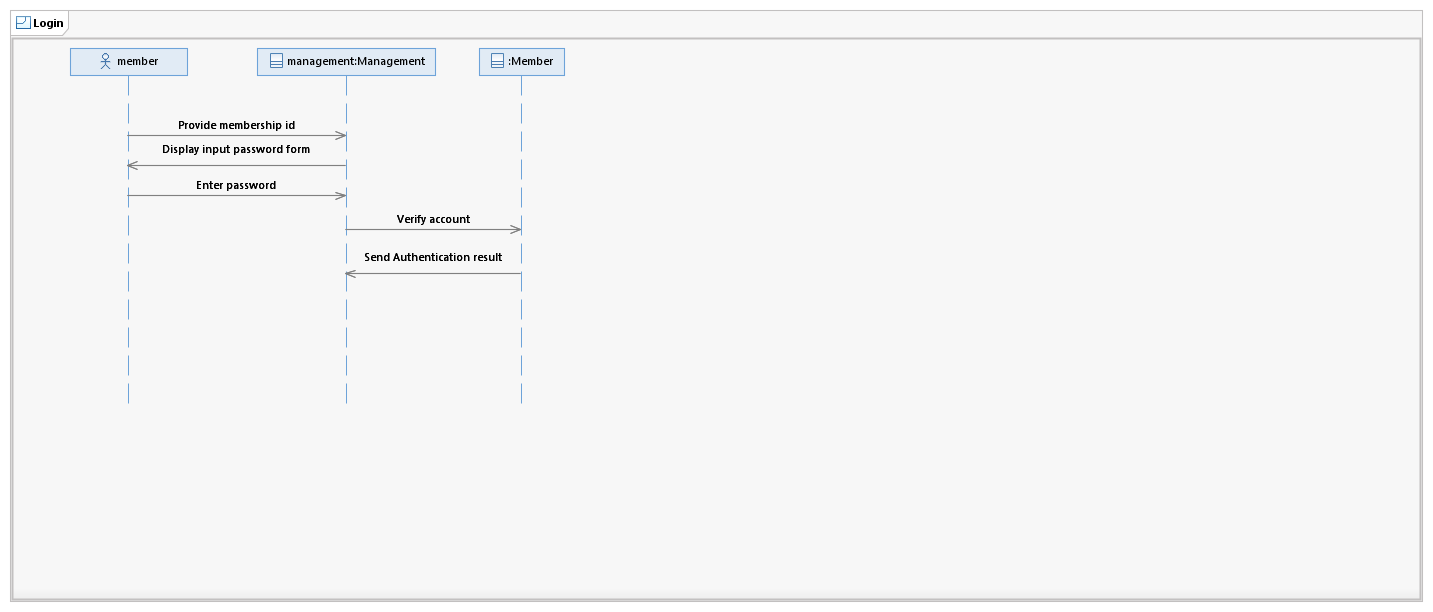 Login
member
management:Management
:Member
Provide membership id
Display input password form
Enter password
Verify account
Send Authentication result